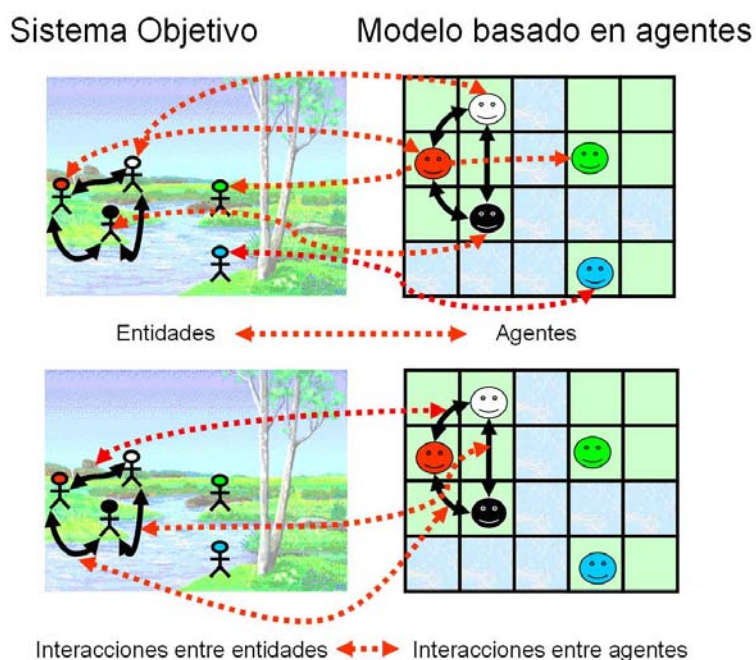 Sistema Objetivo
Modelo basado en agentes
Entidades
Agentes
Interacciones entre entidades
Interacciones entre agentes